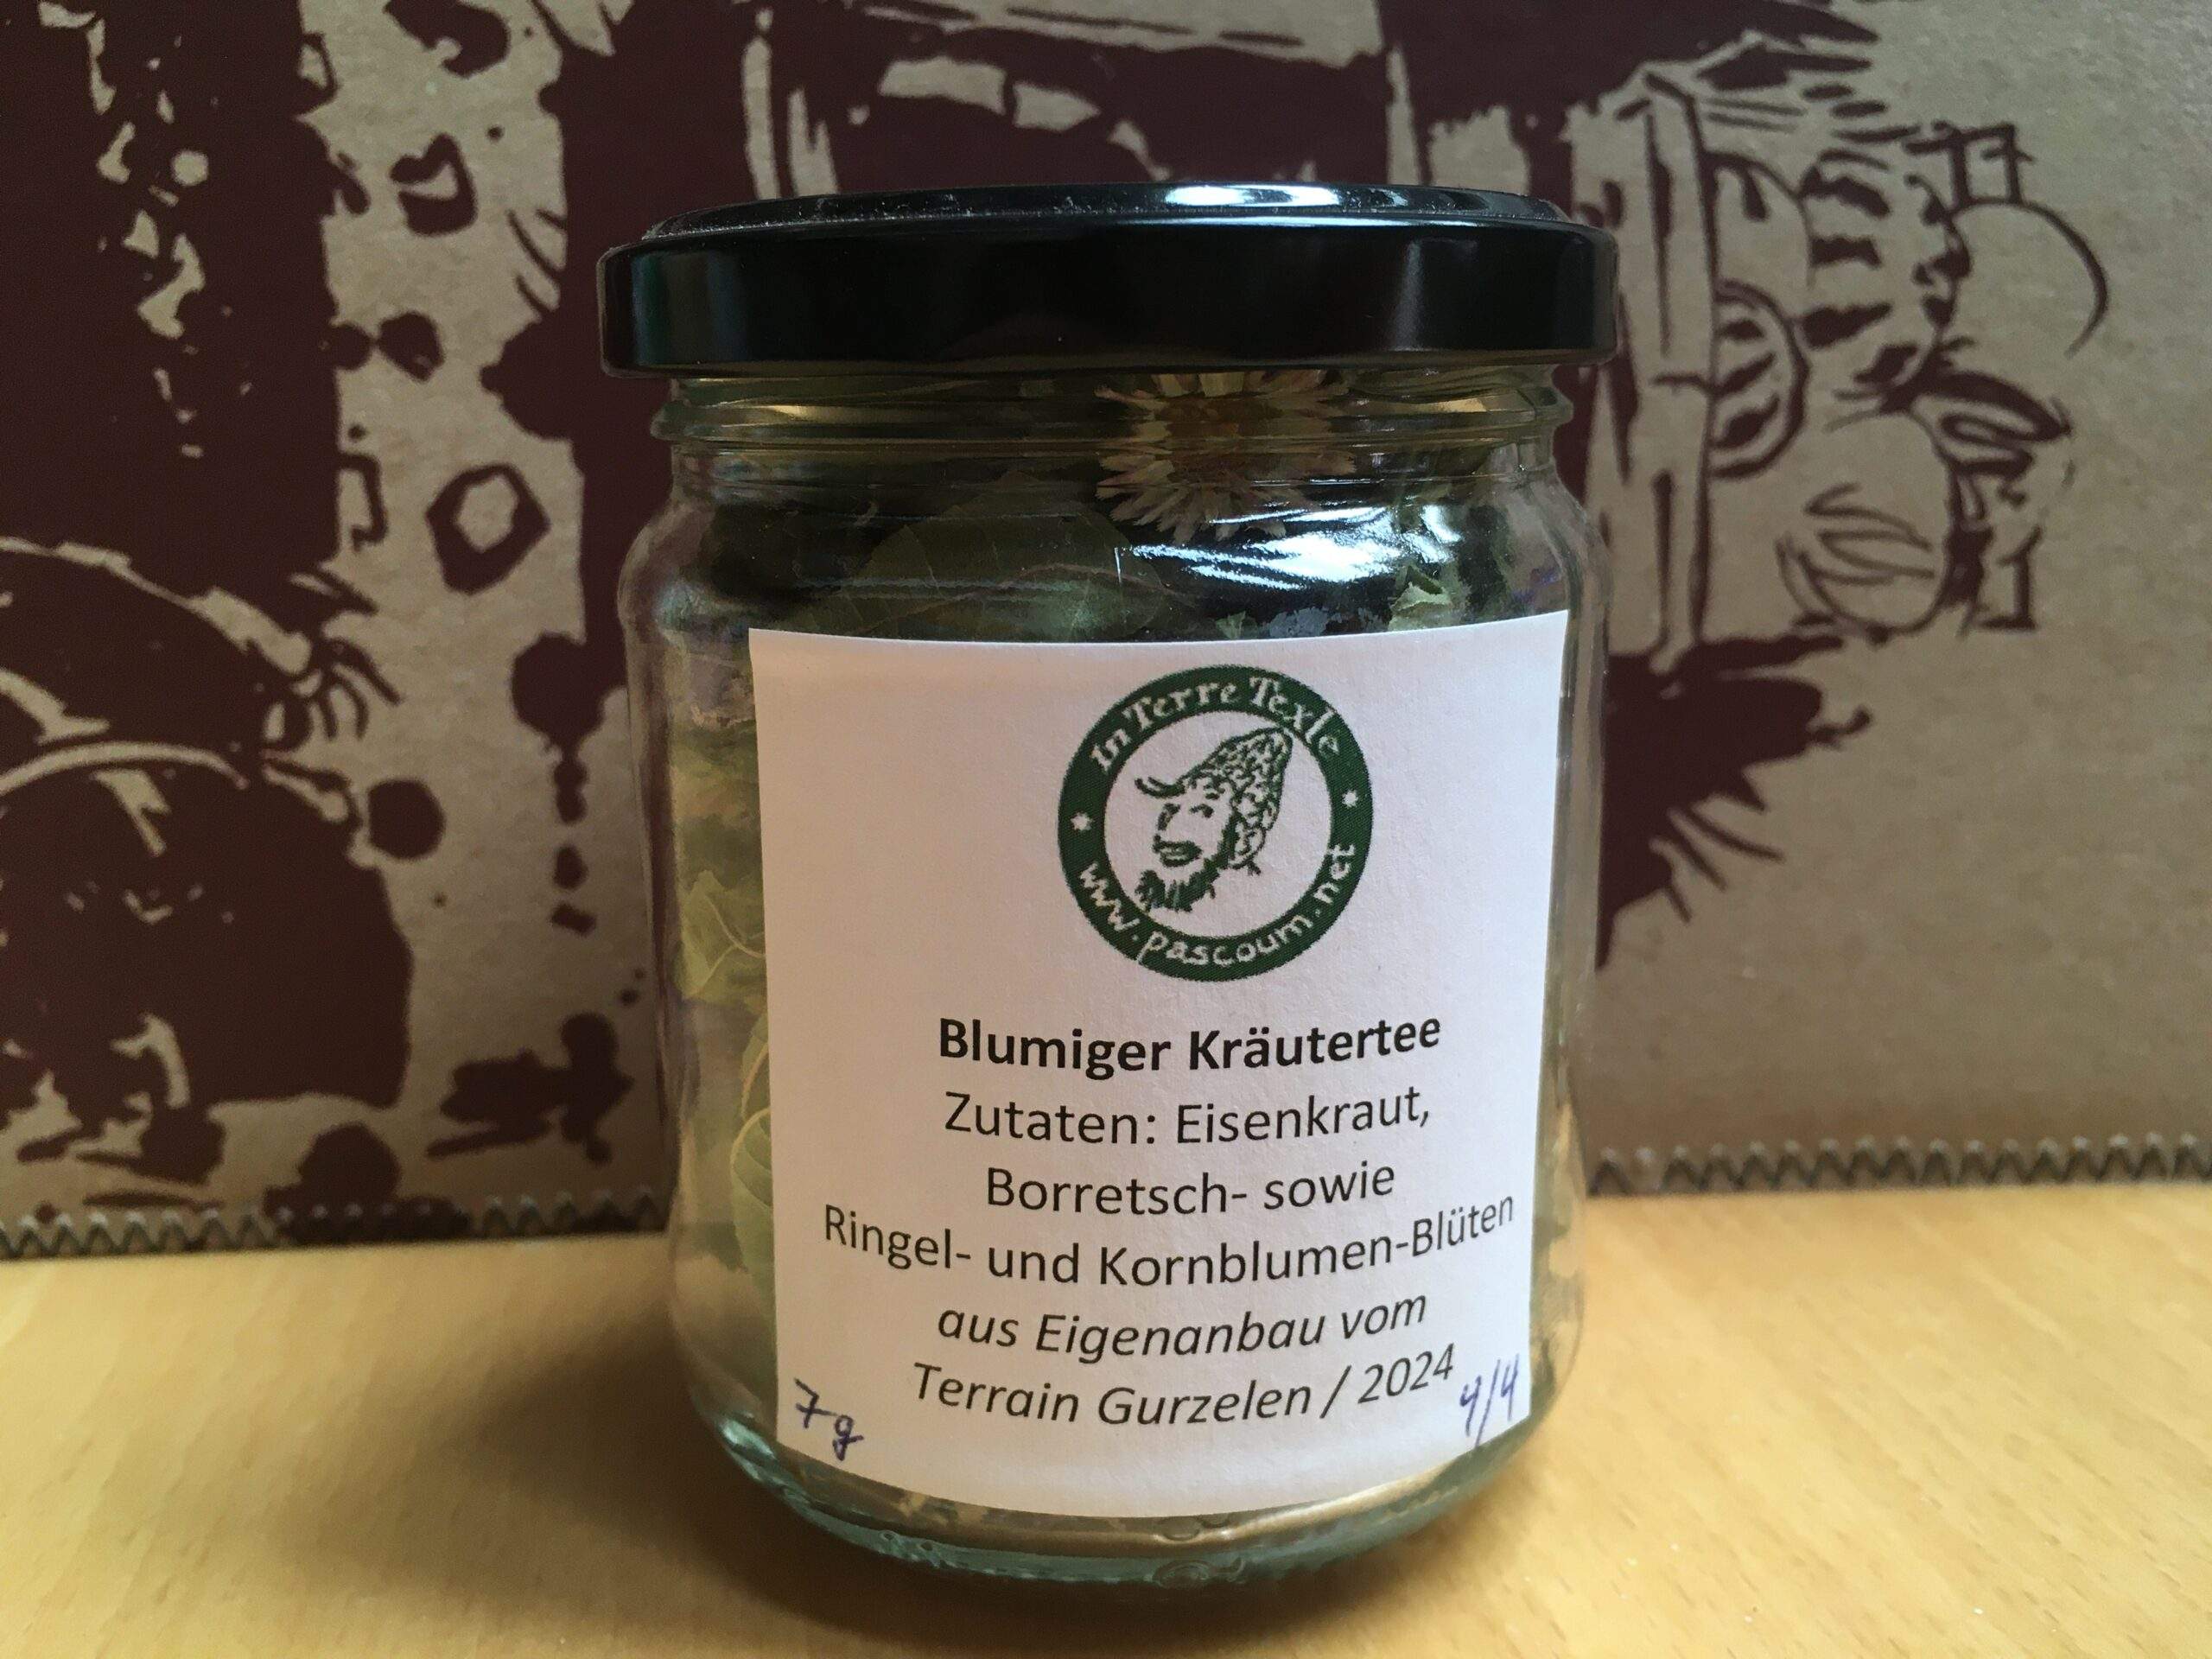 In Terre Texle
www.pascoum.net
Blumiger Kräutertee
Zutaten: Eisenkraut,
Borretsch- sowie
Ringel- und Kornblumen-Blüten
aus Eigenanbau vom
Terrain Gurzelen / 2024
7g
4/4